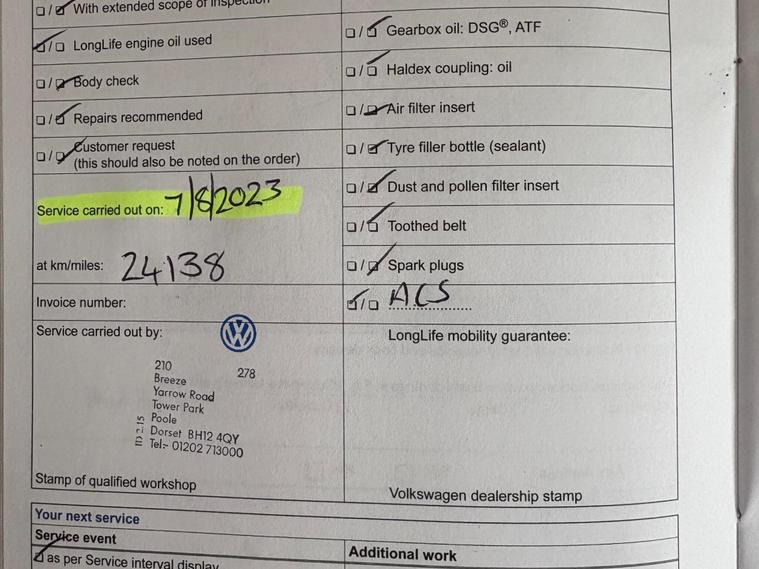 With extended scope of inspection
LongLife engine oil used
Body check
Repairs recommended
Customer request
(this should also be noted on the order)
Service carried out on: 7/8/2023
at km/miles: 24138
Invoice number:
Service carried out by:
210 278
Breeze
Yarrow Road
Tower Park
Poole
Dorset BH12 4QY
Tel:- 01202 713000
Stamp of qualified workshop
Gearbox oil: DSG®, ATF
Haldex coupling: oil
Air filter insert
Tyre filler bottle (sealant)
Dust and pollen filter insert
Toothed belt
Spark plugs
ACS
LongLife mobility guarantee:
Volkswagen dealership stamp
Your next service
Service event
as per Service interval display
Additional work